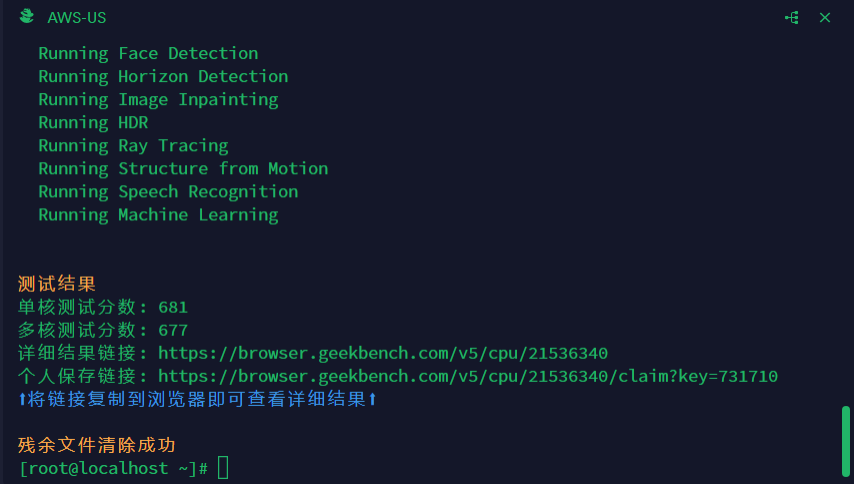 AWS-US
Running Face Detection
Running Horizon Detection
Running Image Inpainting
Running HDR
Running Ray Tracing
Running Structure from Motion
Running Speech Recognition
Running Machine Learning
测试结果
单核测试分数: 681
多核测试分数: 677
详细结果链接: https://browser.geekbench.com/v5/cpu/21536340
个人保存链接: https://browser.geekbench.com/v5/cpu/21536340/claim?key=731710
⬆将链接复制到浏览器即可查看详细结果⬆
残余文件清除成功
[root@localhost ~]#